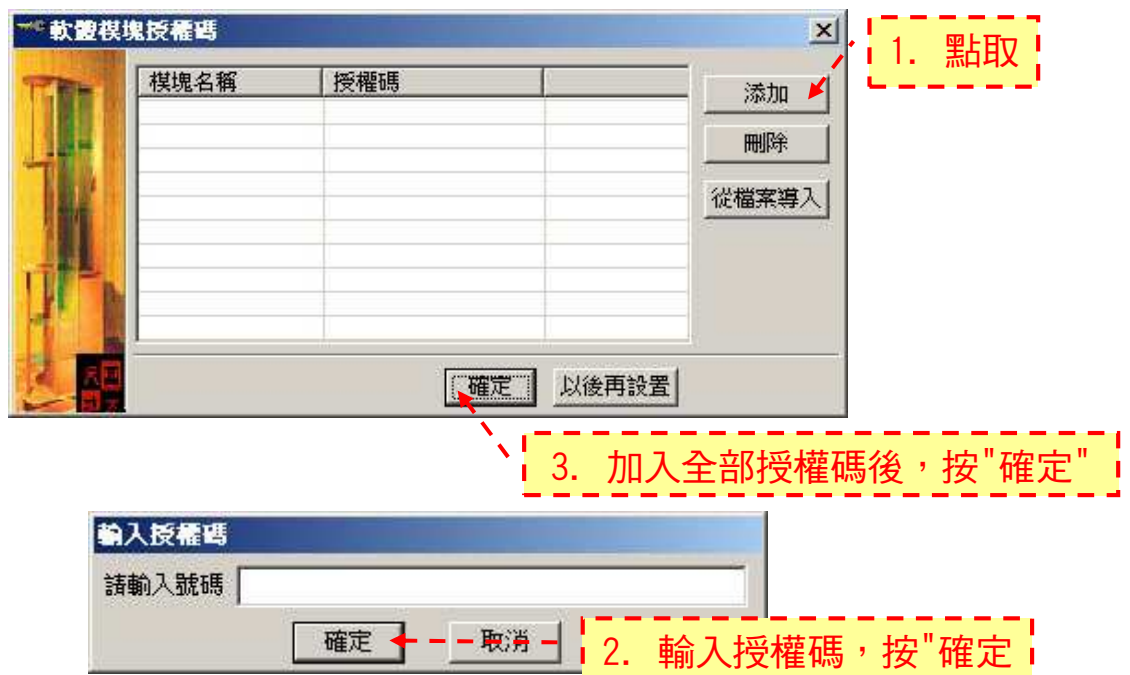 軟體模塊授權碼
1. 點取
模塊名稱 授權碼
添加
刪除
從檔案導入
確定 以後再設置
3. 加入全部授權碼後，按"確定"
輸入授權碼
請輸入號碼
確定 取消
2. 輸入授權碼，按"確定